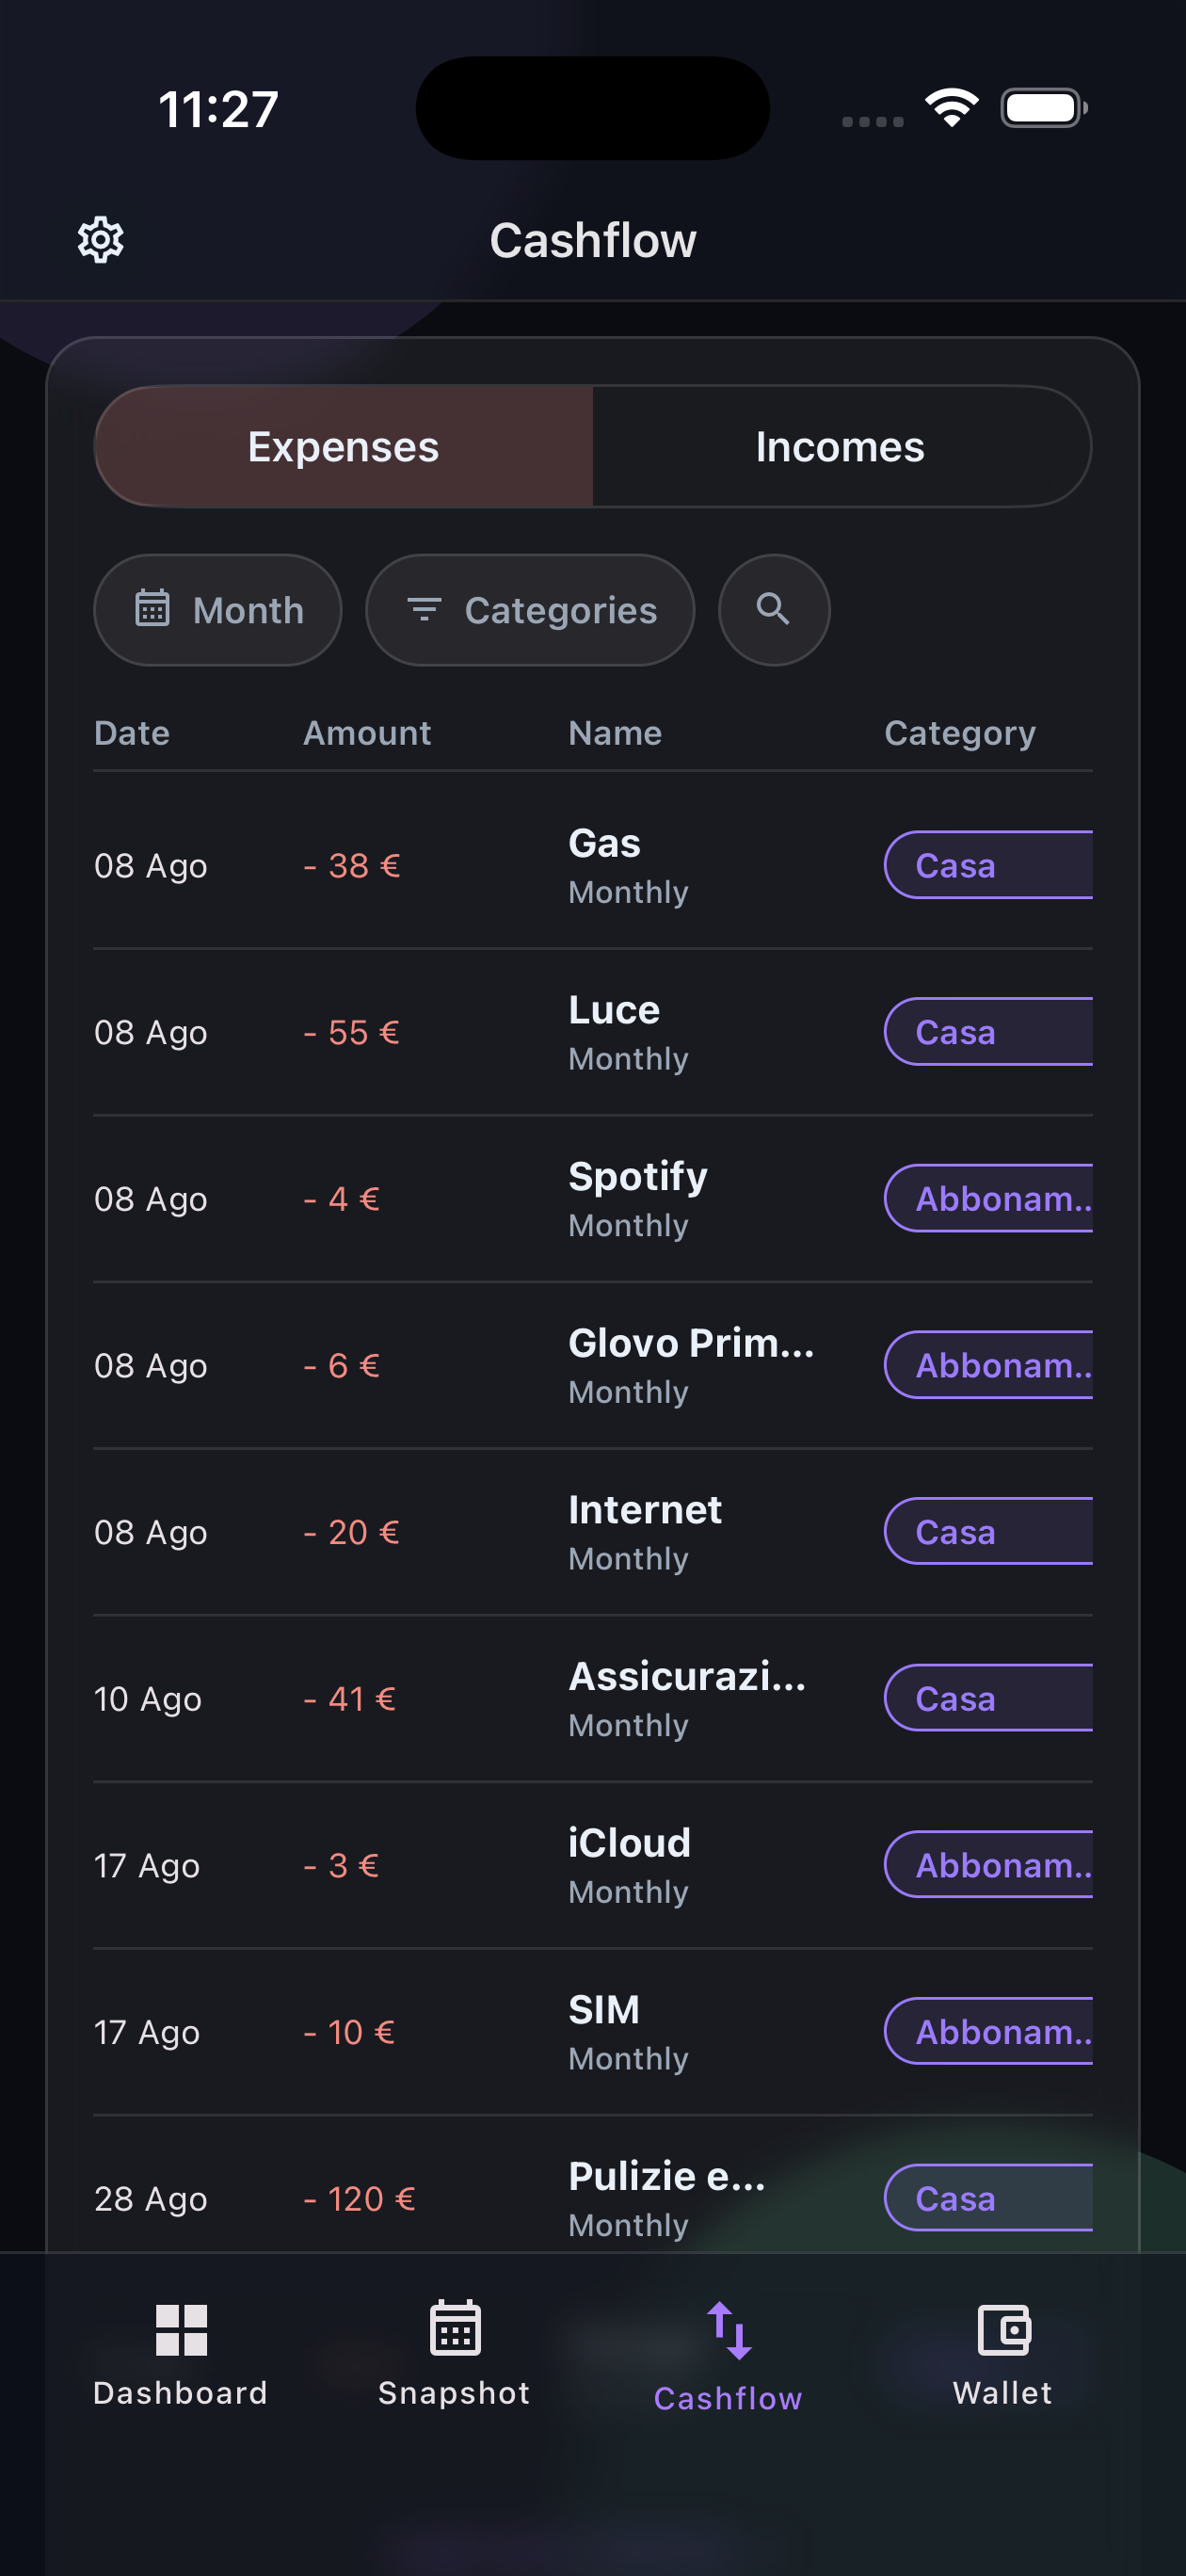 11:27
Cashflow
Expenses Incomes
Month Categories
Date Amount Name Category
Gas
08 Ago - 38 € Casa
Monthly
Luce
08 Ago - 55 € Casa
Monthly
Spotify
08 Ago - 4 € Abbonam..
Monthly
Glovo Prim...
08 Ago - 6 € Abbonam..
Monthly
Internet
08 Ago - 20 € Casa
Monthly
Assicurazi...
10 Ago - 41 € Casa
Monthly
iCloud
17 Ago - 3 € Abbonam..
Monthly
SIM
17 Ago - 10 € Abbonam..
Monthly
Pulizie e...
28 Ago - 120 € Casa
Monthly
Dashboard Snapshot Cashflow Wallet